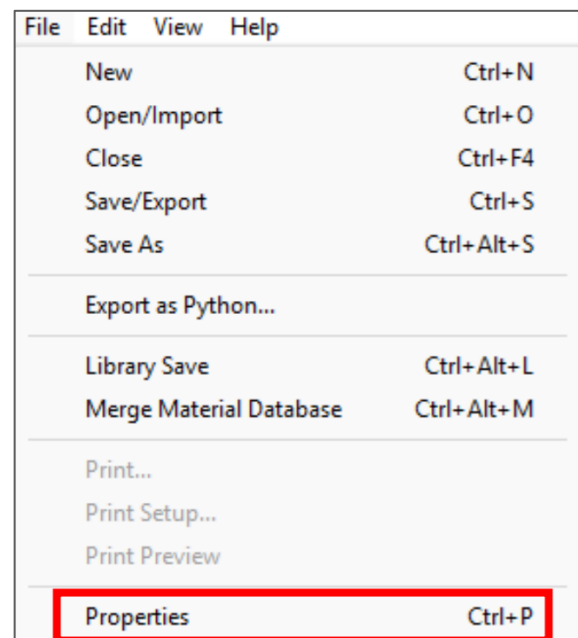 File Edit View Help
New Ctrl+N
Open/Import Ctrl+O
Close Ctrl+F4
Save/Export Ctrl+S
Save As Ctrl+Alt+S
Export as Python...
Library Save Ctrl+Alt+L
Merge Material Database Ctrl+Alt+M
Print...
Print Setup...
Print Preview
Properties Ctrl+P